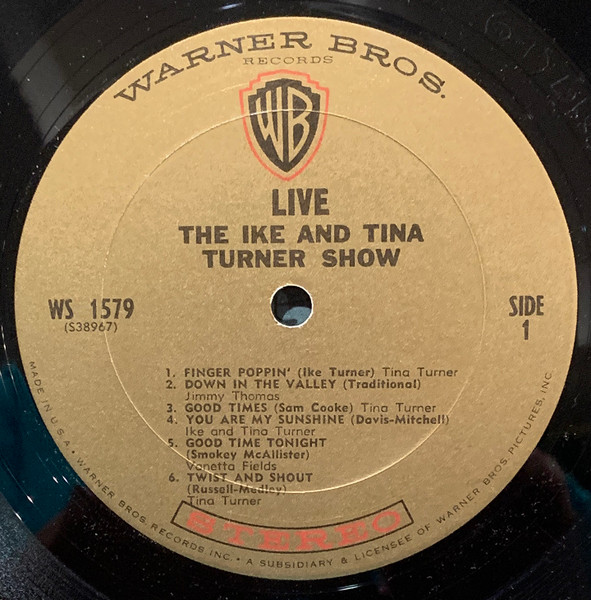 WARNER BROS.
RECORDS
WB
LIVE
THE IKE AND TINA
TURNER SHOW
WS 1579
(S38967)
SIDE
1
1. FINGER POPPIN' (Ike Turner) Tina Turner
2. DOWN IN THE VALLEY (Traditional)
Jimmy Thomas
3. GOOD TIMES (Sam Cooke) Tina Turner
4. YOU ARE MY SUNSHINE (Davis-Mitchell)
Ike and Tina Turner
5. GOOD TIME TONIGHT
(Smokey McAllister)
Vanetta Fields
6. TWIST AND SHOUT
(Russell-Medley)
Tina Turner
STEREO
MADE IN U.S.A. • WARNER BROS. RECORDS INC. • A SUBSIDIARY & LICENSEE OF WARNER BROS. PICTURES, INC.